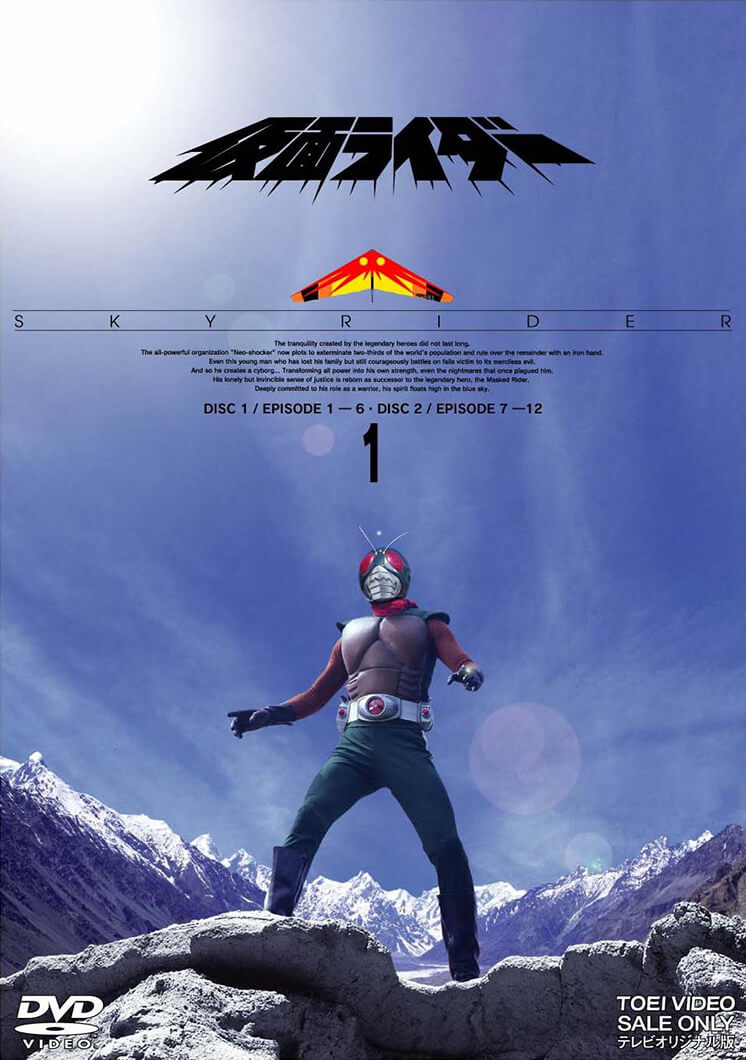 仮面ライダー
SKYRIDER
The tranquility created by the legendary heroes did not last long.
The all-powerful organization "Neo-shocker" now plots to exterminate two-thirds of the world's population and rule over the remainder with an iron hand.
Even this young man who has lost his family but still courageously battles on falls victim to its merciless evil.
And so he creates a cyborg... Transforming all power into his own strength, even the nightmares that once plagued him.
His lonely but invincible sense of justice is reborn as successor to the legendary hero, the Masked Rider.
Deeply committed to his role as a warrior, his spirit floats high in the blue sky.
DISC 1 / EPISODE 1 — 6 · DISC 2 / EPISODE 7 —12
1
DVD
VIDEO
TOEI VIDEO
SALE ONLY
テレビオリジナル版